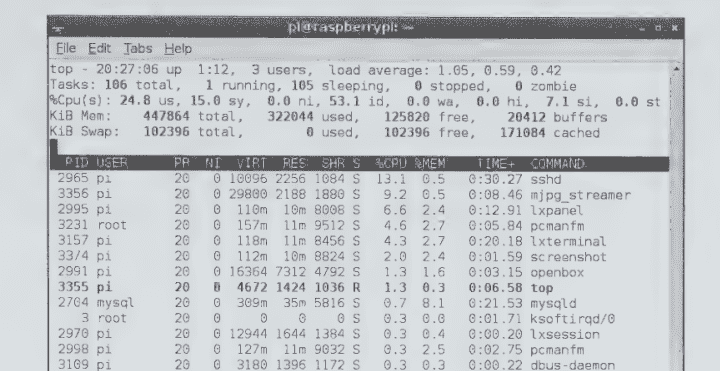 pi@raspberrypi: ~
File Edit Tabs Help
top - 20:27:06 up 1:12, 3 users, load average: 1.05, 0.59, 0.42
Tasks: 106 total, 1 running, 105 sleeping, 0 stopped, 0 zombie
%Cpu(s): 24.8 us, 15.0 sy, 0.0 ni, 53.1 id, 0.0 wa, 0.0 hi, 7.1 si, 0.0 st
KiB Mem: 447864 total, 322044 used, 125820 free, 20412 buffers
KiB Swap: 102396 total, 0 used, 102396 free, 171084 cached
PID USER PR NI VIRT RES SHR S %CPU %MEM TIME+ COMMAND
2965 pi 20 0 10096 2256 1084 S 13.1 0.5 0:30.27 sshd
3356 pi 20 0 29800 2188 1880 S 9.2 0.5 0:08.46 mjpg_streamer
2995 pi 20 0 110m 10m 8008 S 6.6 2.4 0:12.91 lxpanel
3231 root 20 0 157m 11m 9512 S 4.6 2.7 0:05.84 pcmanfm
3157 pi 20 0 118m 11m 8456 S 4.3 2.7 0:20.18 lxterminal
3374 pi 20 0 112m 10m 8824 S 2.0 2.4 0:01.59 screenshot
2991 pi 20 0 16364 7312 4792 S 1.3 1.6 0:03.15 openbox
3355 pi 20 0 4672 1424 1036 R 1.3 0.3 0:06.58 top
2704 mysql 20 0 309m 35m 5816 S 0.7 8.1 0:21.53 mysqld
3 root 20 0 0 0 0 S 0.3 0.0 0:01.71 ksoftirqd/0
2970 pi 20 0 12944 1644 1384 S 0.3 0.4 0:00.20 lxsession
2998 pi 20 0 127m 11m 9032 S 0.3 2.5 0:02.75 pcmanfm
3109 pi 20 0 3180 1396 1172 S 0.3 0.3 0:00.22 dbus-daemon